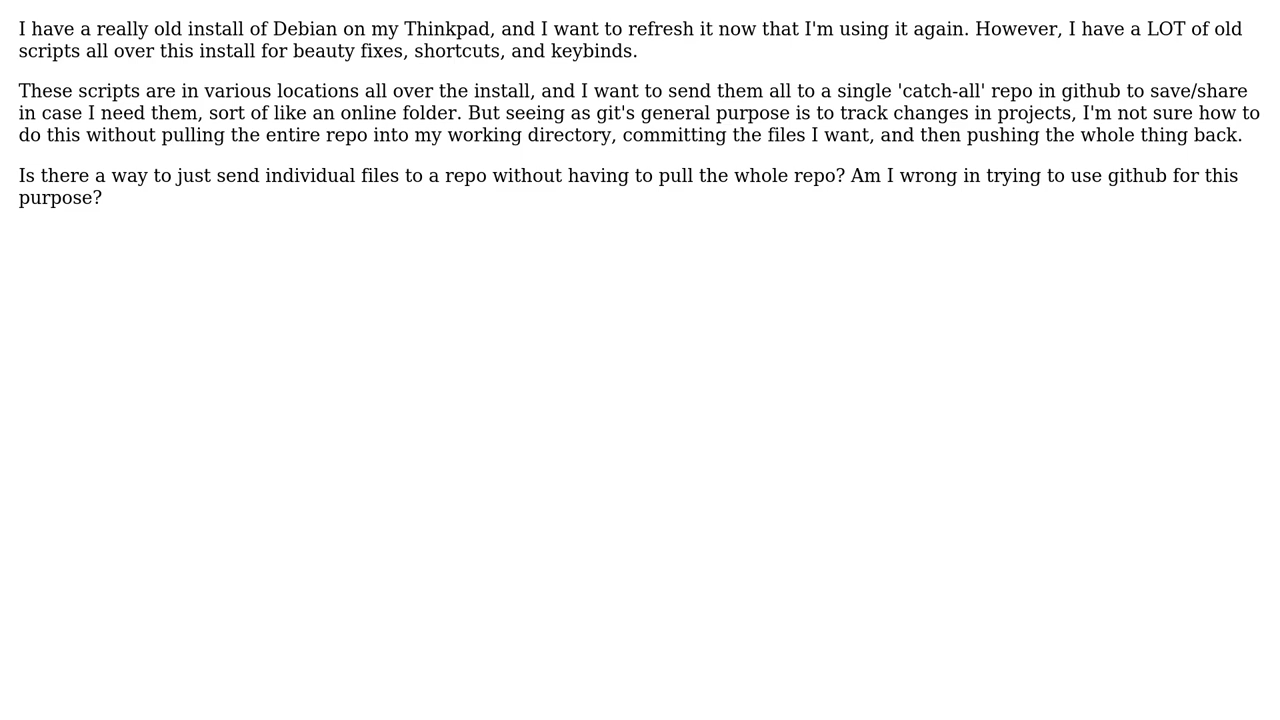 I have a really old install of Debian on my Thinkpad, and I want to refresh it now that I'm using it again. However, I have a LOT of old
scripts all over this install for beauty fixes, shortcuts, and keybinds.
These scripts are in various locations all over the install, and I want to send them all to a single 'catch-all' repo in github to save/share
in case I need them, sort of like an online folder. But seeing as git's general purpose is to track changes in projects, I'm not sure how to
do this without pulling the entire repo into my working directory, committing the files I want, and then pushing the whole thing back.
Is there a way to just send individual files to a repo without having to pull the whole repo? Am I wrong in trying to use github for this
purpose?